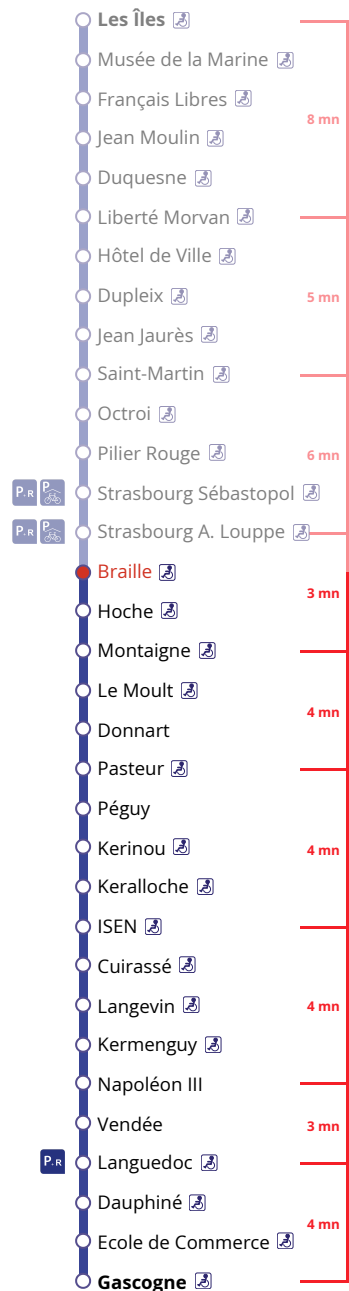 Les Îles
Musée de la Marine
Français Libres
8 mn
Jean Moulin
Duquesne
Liberté Morvan
Hôtel de Ville
Dupleix
5 mn
Jean Jaurès
Saint-Martin
Octroi
Pilier Rouge
6 mn
P+R P Strasbourg Sébastopol
P+R P Strasbourg A. Louppe
Braille
3 mn
Hoche
Montaigne
Le Moult
4 mn
Donnart
Pasteur
Péguy
Kerinou
4 mn
Keralloche
ISEN
Cuirassé
Langevin
4 mn
Kermenguy
Napoléon III
Vendée
3 mn
P+R Languedoc
Dauphiné
4 mn
Ecole de Commerce
Gascogne